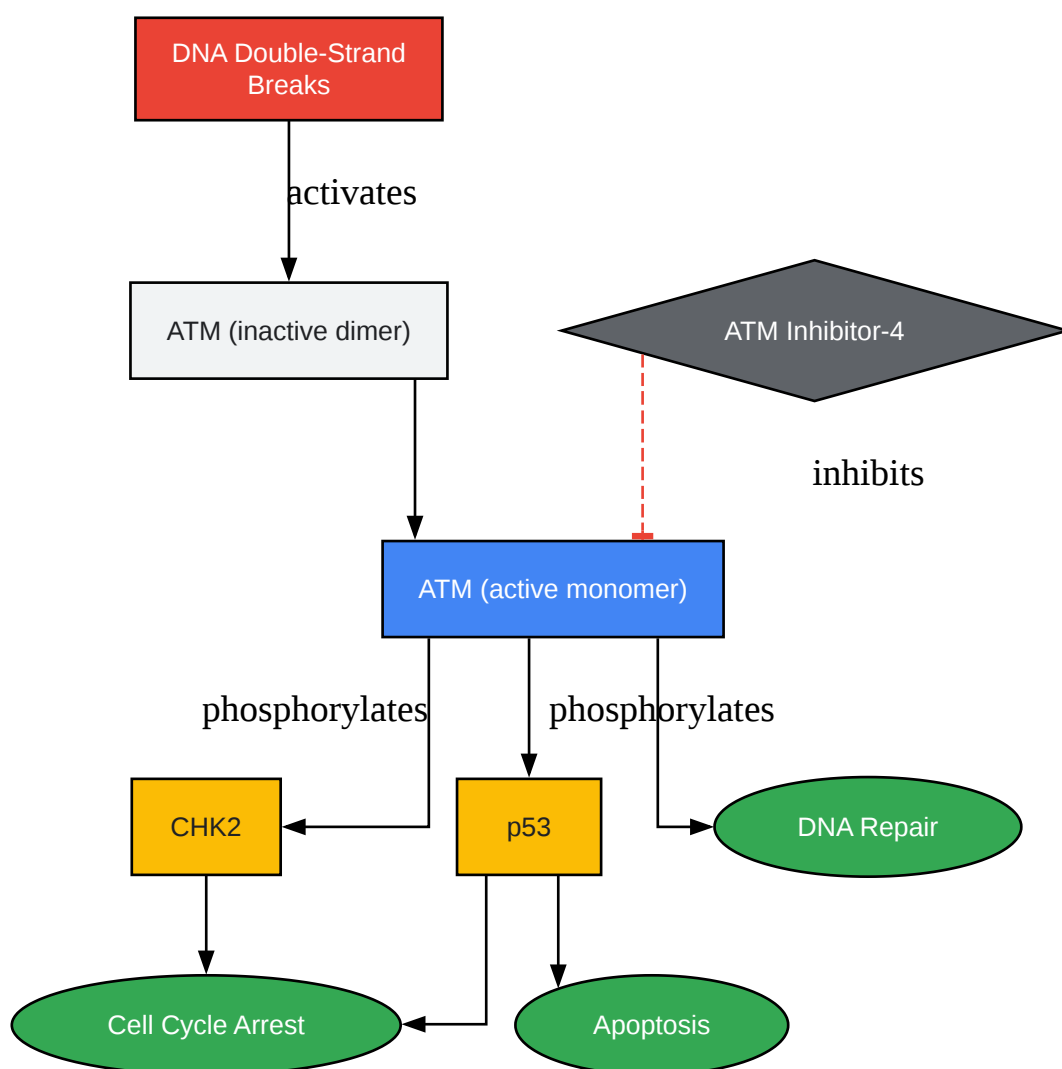 DNA Double-Strand
Breaks
activates
ATM (inactive dimer)
ATM Inhibitor-4
inhibits
ATM (active monomer)
phosphorylates
phosphorylates
CHK2
p53
DNA Repair
Cell Cycle Arrest
Apoptosis